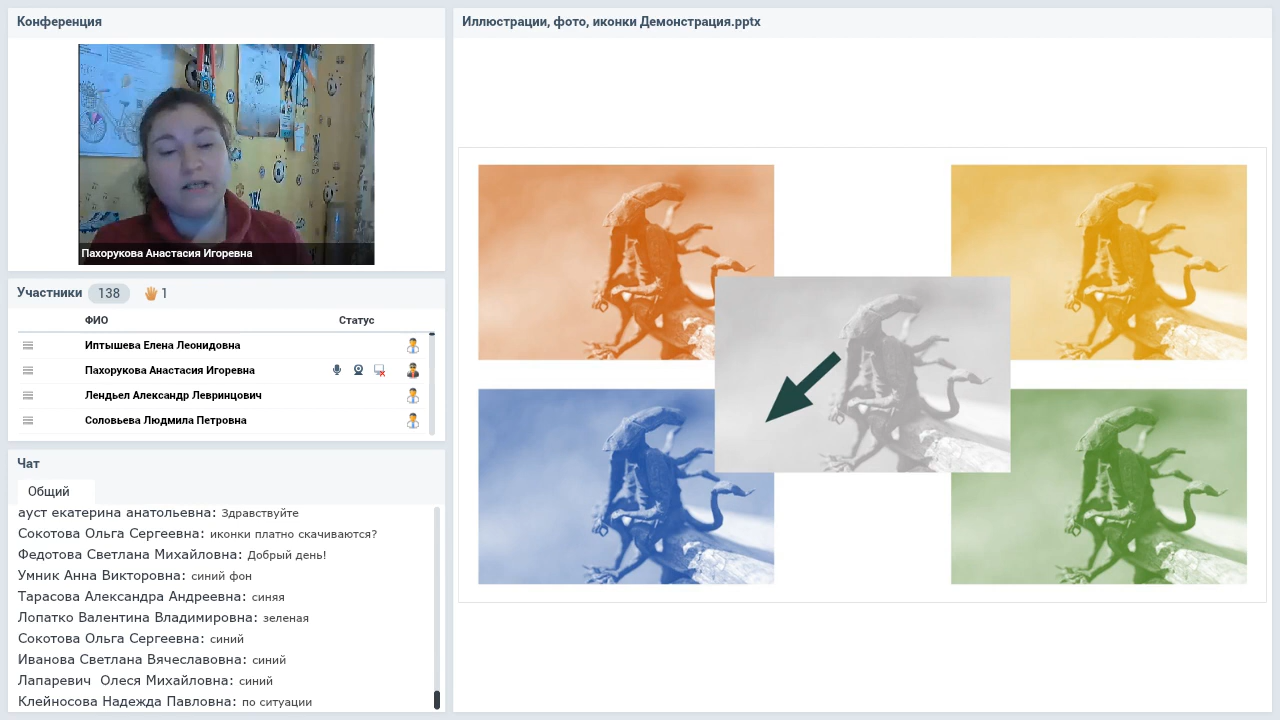 Конференция
Пахорукова Анастасия Игоревна
Участники 138 1
ФИО Статус
Иптышева Елена Леонидовна
Пахорукова Анастасия Игоревна
Лендьел Александр Левринцович
Соловьева Людмила Петровна
Чат
Общий
ауст екатерина анатольевна: Здравствуйте
Сокотова Ольга Сергеевна: иконки платно скачиваются?
Федотова Светлана Михайловна: Добрый день!
Умник Анна Викторовна: синий фон
Тарасова Александра Андреевна: синяя
Лопатко Валентина Владимировна: зеленая
Сокотова Ольга Сергеевна: синий
Иванова Светлана Вячеславовна: синий
Лапаревич Олеся Михайловна: синий
Клейносова Надежда Павловна: по ситуации
Иллюстрации, фото, иконки Демонстрация.pptx